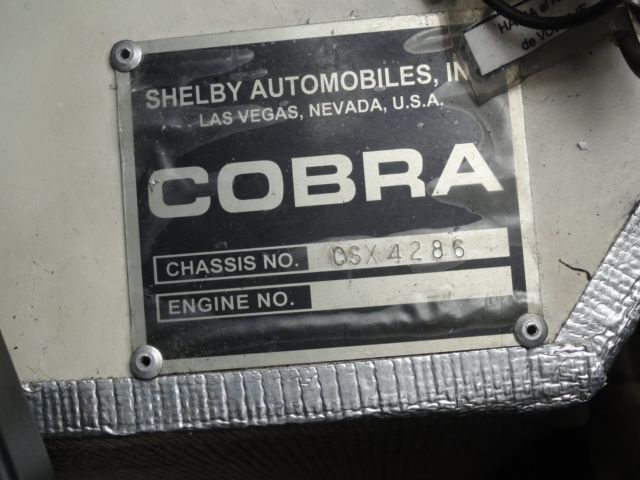 SHELBY AUTOMOBILES, IN
LAS VEGAS, NEVADA, U.S.A.
COBRA
CHASSIS NO. CSX4286
ENGINE NO.